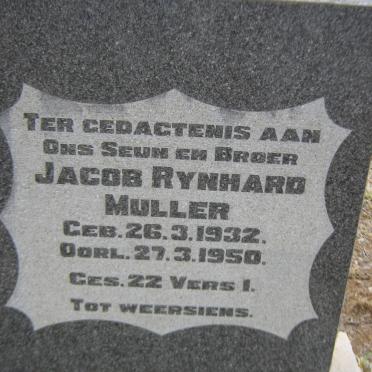 TER GEDACTENIS AAN
ONS SEUN EN BROER
JACOB RYNHARD
MULLER
GEB. 26.3.1932.
OORL. 27.3.1950.
GES. 22 VERS 1.
TOT WEERSIENS.